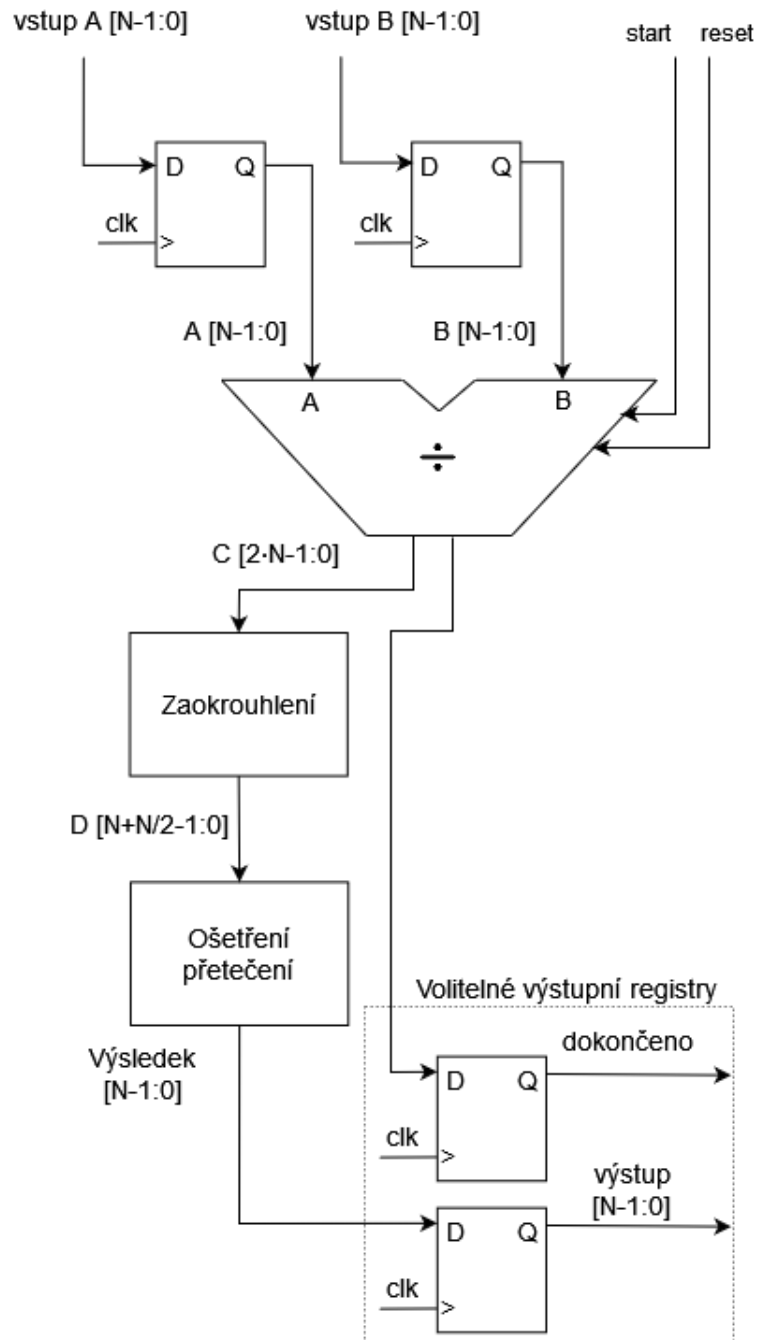 vstup A [N-1:0]
vstup B [N-1:0]
start
reset
D
Q
clk
>
D
Q
clk
>
A [N-1:0]
B [N-1:0]
A
B
÷
C [2·N-1:0]
Zaokrouhlení
D [N+N/2-1:0]
Ošetření
přetečení
Výsledek
[N-1:0]
Volitelné výstupní registry
dokončeno
D
Q
clk
>
výstup
[N-1:0]
D
Q
clk
>